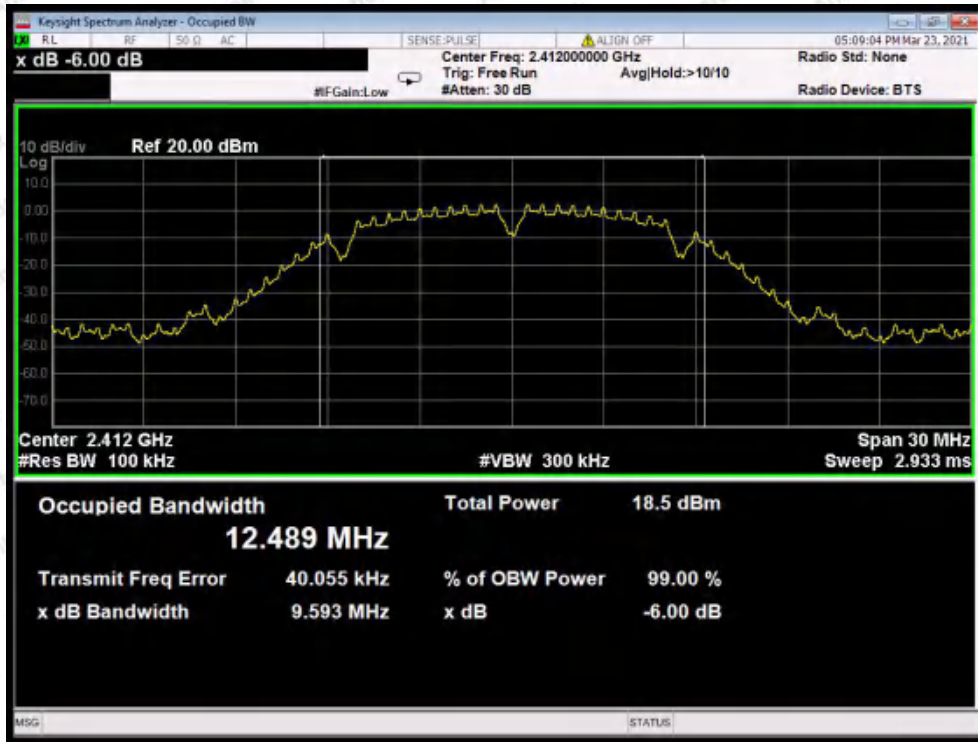 Keysight Spectrum Analyzer - Occupied BW
RL RF 50 Ω AC SENSE:PULSE ALIGN OFF 05:09:04 PM Mar 23, 2021
x dB -6.00 dB Center Freq: 2.412000000 GHz Radio Std: None
Trig: Free Run Avg|Hold:>10/10
#IFGain:Low #Atten: 30 dB Radio Device: BTS
10 dB/div Ref 20.00 dBm
Log
10.0
0.00
-10.0
-20.0
-30.0
-40.0
-50.0
-60.0
-70.0
Center 2.412 GHz Span 30 MHz
#Res BW 100 kHz #VBW 300 kHz Sweep 2.933 ms
Occupied Bandwidth Total Power 18.5 dBm
12.489 MHz
Transmit Freq Error 40.055 kHz % of OBW Power 99.00 %
x dB Bandwidth 9.593 MHz x dB -6.00 dB
MSG STATUS